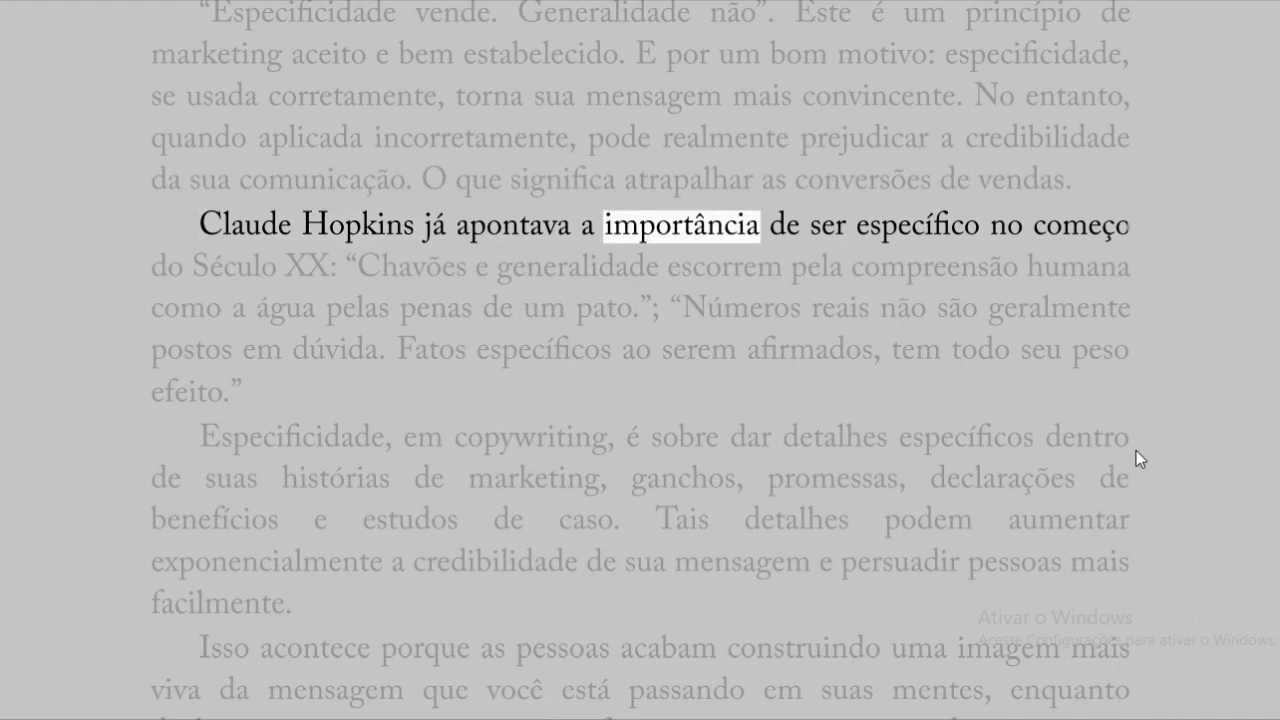 “Especificidade vende. Generalidade não”. Este é um princípio de
marketing aceito e bem estabelecido. E por um bom motivo: especificidade,
se usada corretamente, torna sua mensagem mais convincente. No entanto,
quando aplicada incorretamente, pode realmente prejudicar a credibilidade
da sua comunicação. O que significa atrapalhar as conversões de vendas.
Claude Hopkins já apontava a importância de ser específico no começo
do Século XX: “Chavões e generalidade escorrem pela compreensão humana
como a água pelas penas de um pato.”; “Números reais não são geralmente
postos em dúvida. Fatos específicos ao serem afirmados, tem todo seu peso
efeito.”
Especificidade, em copywriting, é sobre dar detalhes específicos dentro
de suas histórias de marketing, ganchos, promessas, declarações de
benefícios e estudos de caso. Tais detalhes podem aumentar
exponencialmente a credibilidade de sua mensagem e persuadir pessoas mais
facilmente.
Ativar o Windows
Acesse Configurações para ativar o Windows.
Isso acontece porque as pessoas acabam construindo uma imagem mais
viva da mensagem que você está passando em suas mentes, enquanto